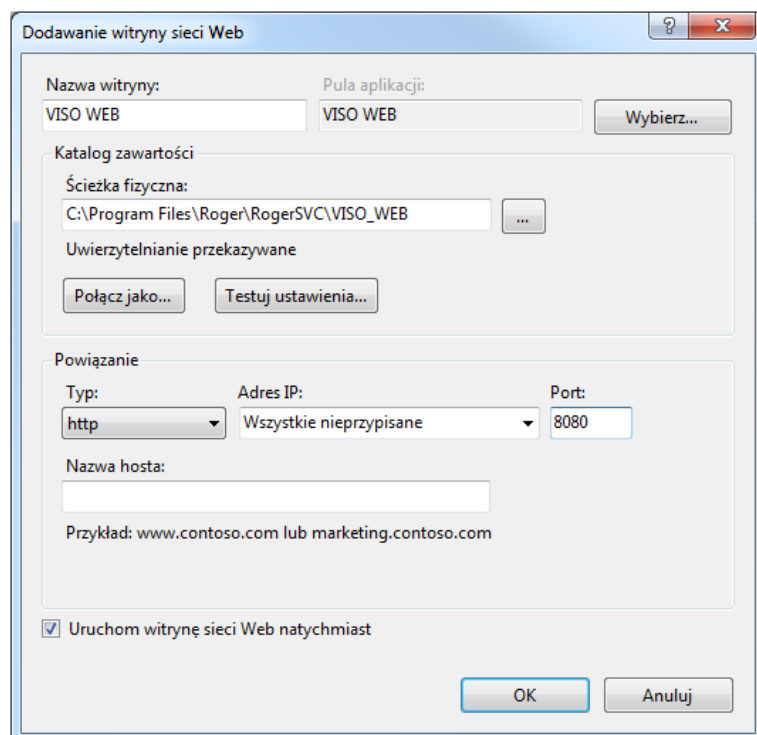 Dodawanie witryny sieci Web
Nazwa witryny: Pula aplikacji:
VISO WEB VISO WEB Wybierz...
Katalog zawartości
Ścieżka fizyczna:
C:\Program Files\Roger\RogerSVC\VISO_WEB ...
Uwierzytelnianie przekazywane
Połącz jako... Testuj ustawienia...
Powiązanie
Typ: Adres IP: Port:
http Wszystkie nieprzypisane 8080
Nazwa hosta:
Przykład: www.contoso.com lub marketing.contoso.com
Uruchom witrynę sieci Web natychmiast
OK Anuluj